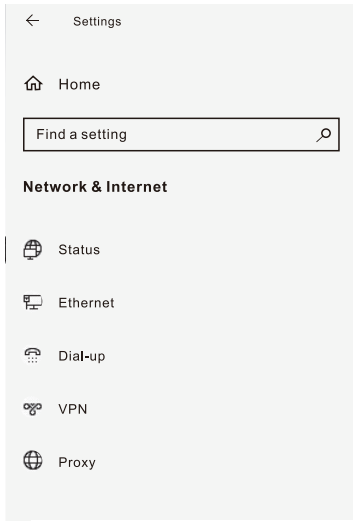 Settings
Home
Find a setting
Network & Internet
Status
Ethernet
Dial-up
VPN
Proxy